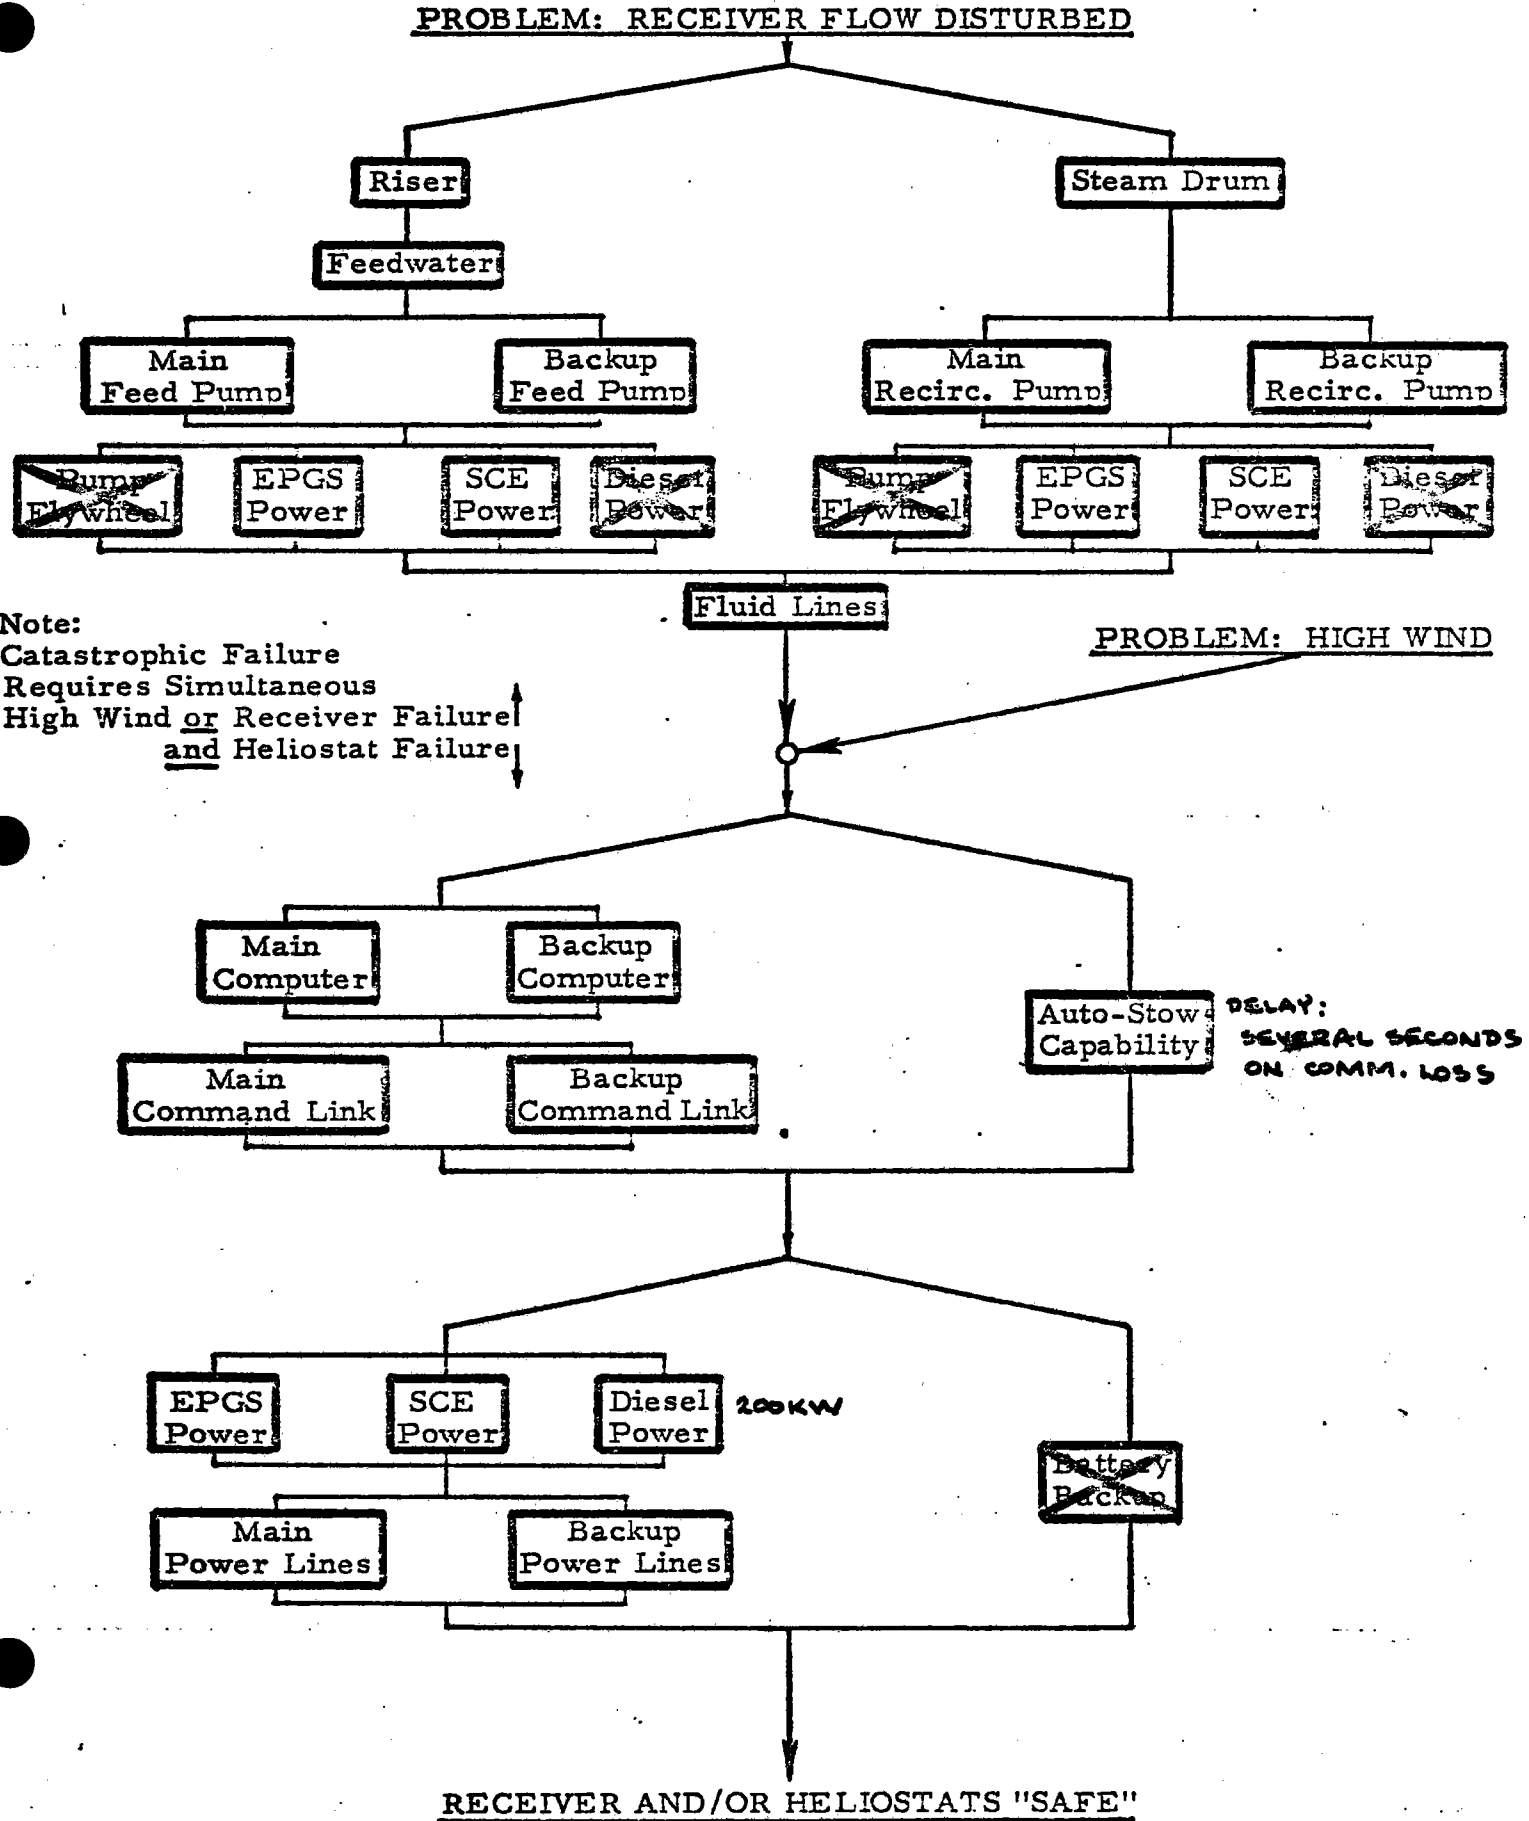 PROBLEM: RECEIVER FLOW DISTURBED
Riser
Steam Drum
Feedwater
Main
Feed Pump
Backup
Feed Pump
Main
Recirc. Pump
Backup
Recirc. Pump
Pump
Flywheel
EPGS
Power
SCE
Power
Diesel
Power
Pump
Flywheel
EPGS
Power
SCE
Power
Diesel
Power
Fluid Lines
Note:
Catastrophic Failure
Requires Simultaneous
High Wind or Receiver Failure
and Heliostat Failure
PROBLEM: HIGH WIND
Main
Computer
Backup
Computer
Main
Command Link
Backup
Command Link
Auto-Stow
Capability
DELAY:
SEVERAL SECONDS
ON COMM. LOSS
EPGS
Power
SCE
Power
Diesel
Power
200KW
Battery
Backup
Main
Power Lines
Backup
Power Lines
RECEIVER AND/OR HELIOSTATS "SAFE"